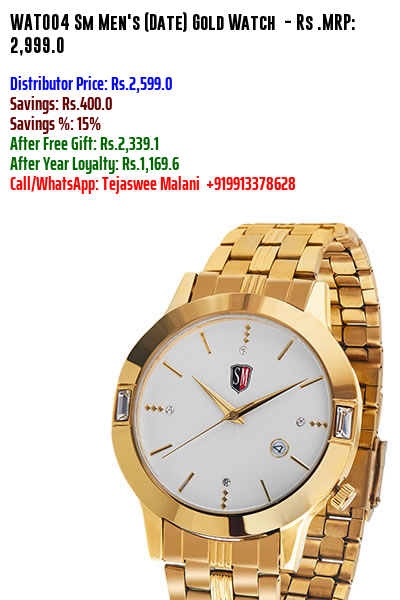 WAT004 Sm Men's (Date) Gold Watch - Rs .MRP:
2,999.0
Distributor Price: Rs.2,599.0
Savings: Rs.400.0
Savings %: 15%
After Free Gift: Rs.2,339.1
After Year Loyalty: Rs.1,169.6
Call/WhatsApp: Tejaswee Malani +919913378628
SM